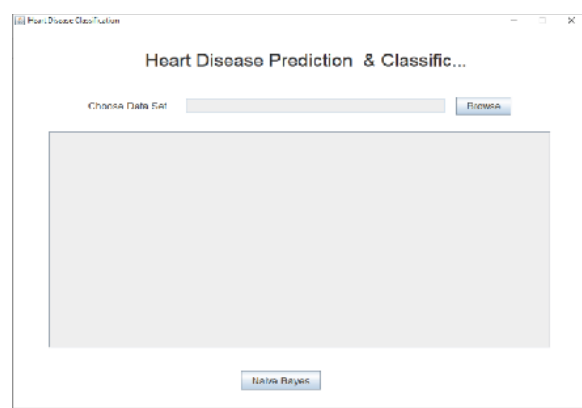 Heart Disease Classification
Heart Disease Prediction & Classific...
Choose Data Set
Browse
Naive Bayes